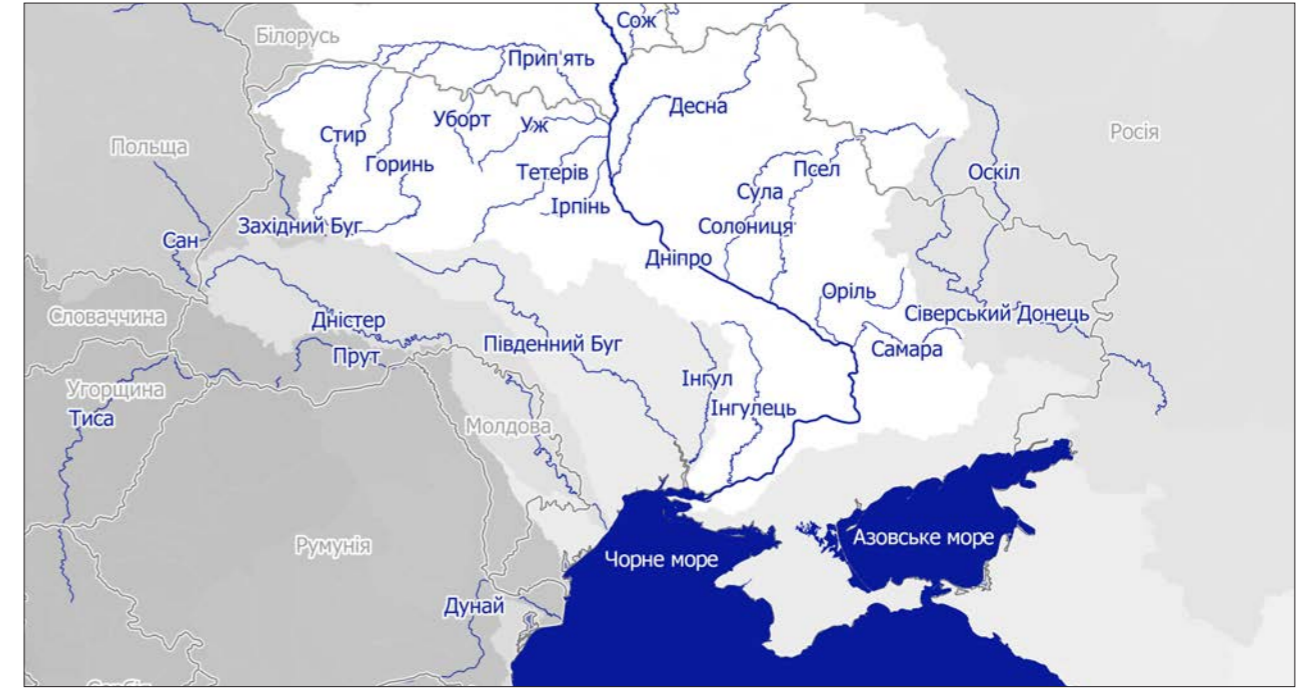 Сож
Білорусь
Прип'ять
Десна
Стир
Уборт
Уж
Росія
Польща
Горинь
Тетерів
Псел
Оскіл
Сула
Ірпінь
Західний Буг
Солониця
Сан
Дніпро
Оріль
Словаччина
Дністер
Сіверський Донець
Південний Буг
Самара
Прут
Інгул
Угорщина
Інгулець
Тиса
Молдова
Азовське море
Румунія
Чорне море
Дунай